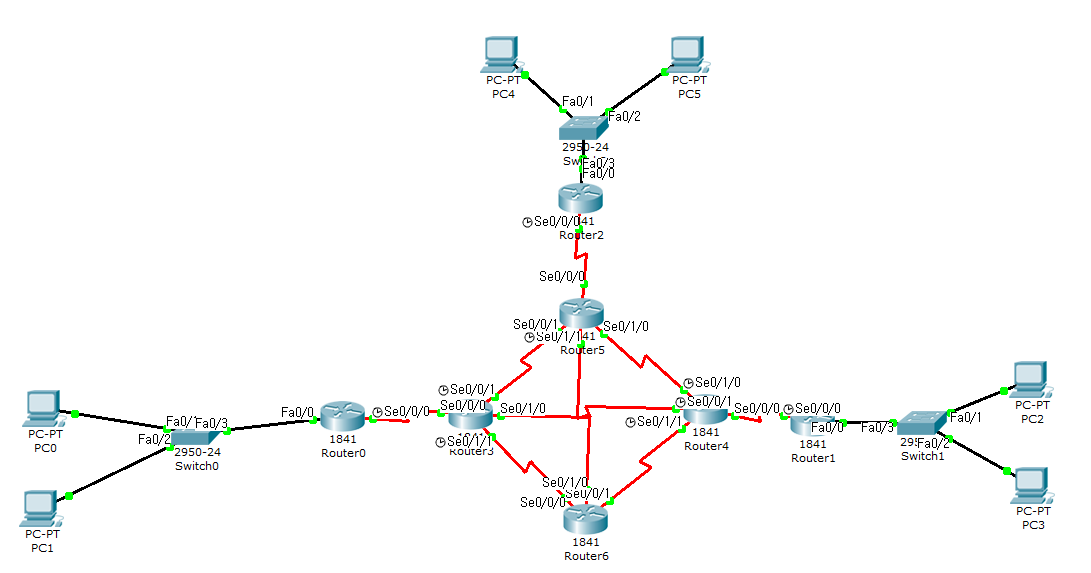 PC-PT
PC4
PC-PT
PC5
Fa0/1
Fa0/2
2950-24
Fa0/3
Fa0/0
Se0/0/0
Router2
Se0/0/0
Se0/0/1
Se0/1/0
Se0/1/1
Router5
Se0/0/1
Se0/1/0
Se0/0/0
Se0/0/0
Se0/1/0
Se0/0/1
Se0/0/0
Se0/0/0
PC-PT
PC0
Fa0/3
Fa0/2
Fa0/0
1841
Router0
2950-24
Switch0
Se0/1/1
Router3
Se0/1/1
1841
Router4
Fa0/0
1841
Router1
Fa0/3
Fa0/1
Fa0/2
Switch1
PC-PT
PC2
PC-PT
PC3
PC-PT
PC1
Se0/1/0
Se0/0/1
Se0/0/0
1841
Router6